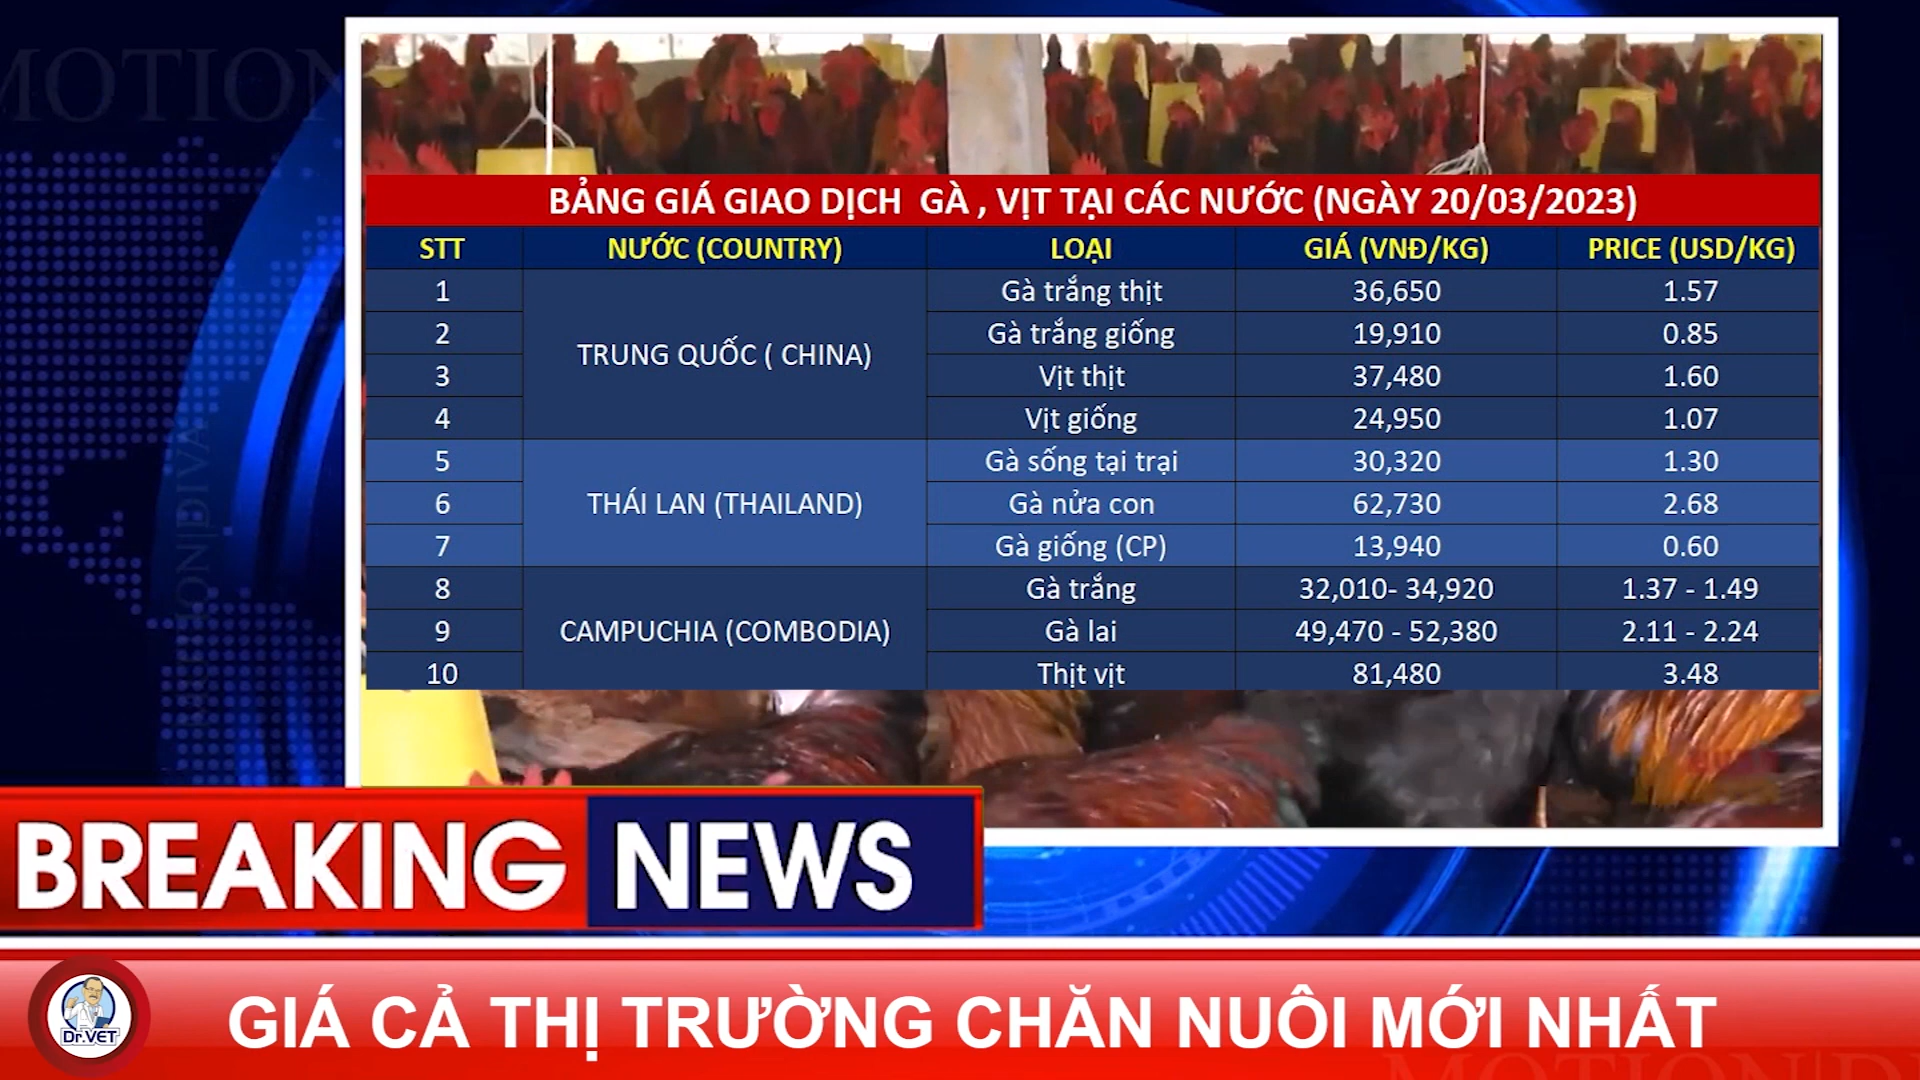 MOTION
BẢNG GIÁ GIAO DỊCH GÀ , VỊT TẠI CÁC NƯỚC (NGÀY 20/03/2023)
STT NƯỚC (COUNTRY) LOẠI GIÁ (VNĐ/KG) PRICE (USD/KG)
1 Gà trắng thịt 36,650 1.57
2 Gà trắng giống 19,910 0.85
TRUNG QUỐC ( CHINA)
3 Vịt thịt 37,480 1.60
4 Vịt giống 24,950 1.07
5 Gà sống tại trại 30,320 1.30
6 THÁI LAN (THAILAND) Gà nửa con 62,730 2.68
7 Gà giống (CP) 13,940 0.60
8 Gà trắng 32,010- 34,920 1.37 - 1.49
9 CAMPUCHIA (COMBODIA) Gà lai 49,470 - 52,380 2.11 - 2.24
10 Thịt vịt 81,480 3.48
MOTION|DIVA
BREAKING NEWS
Dr.VET
GIÁ CẢ THỊ TRƯỜNG CHĂN NUÔI MỚI NHẤT